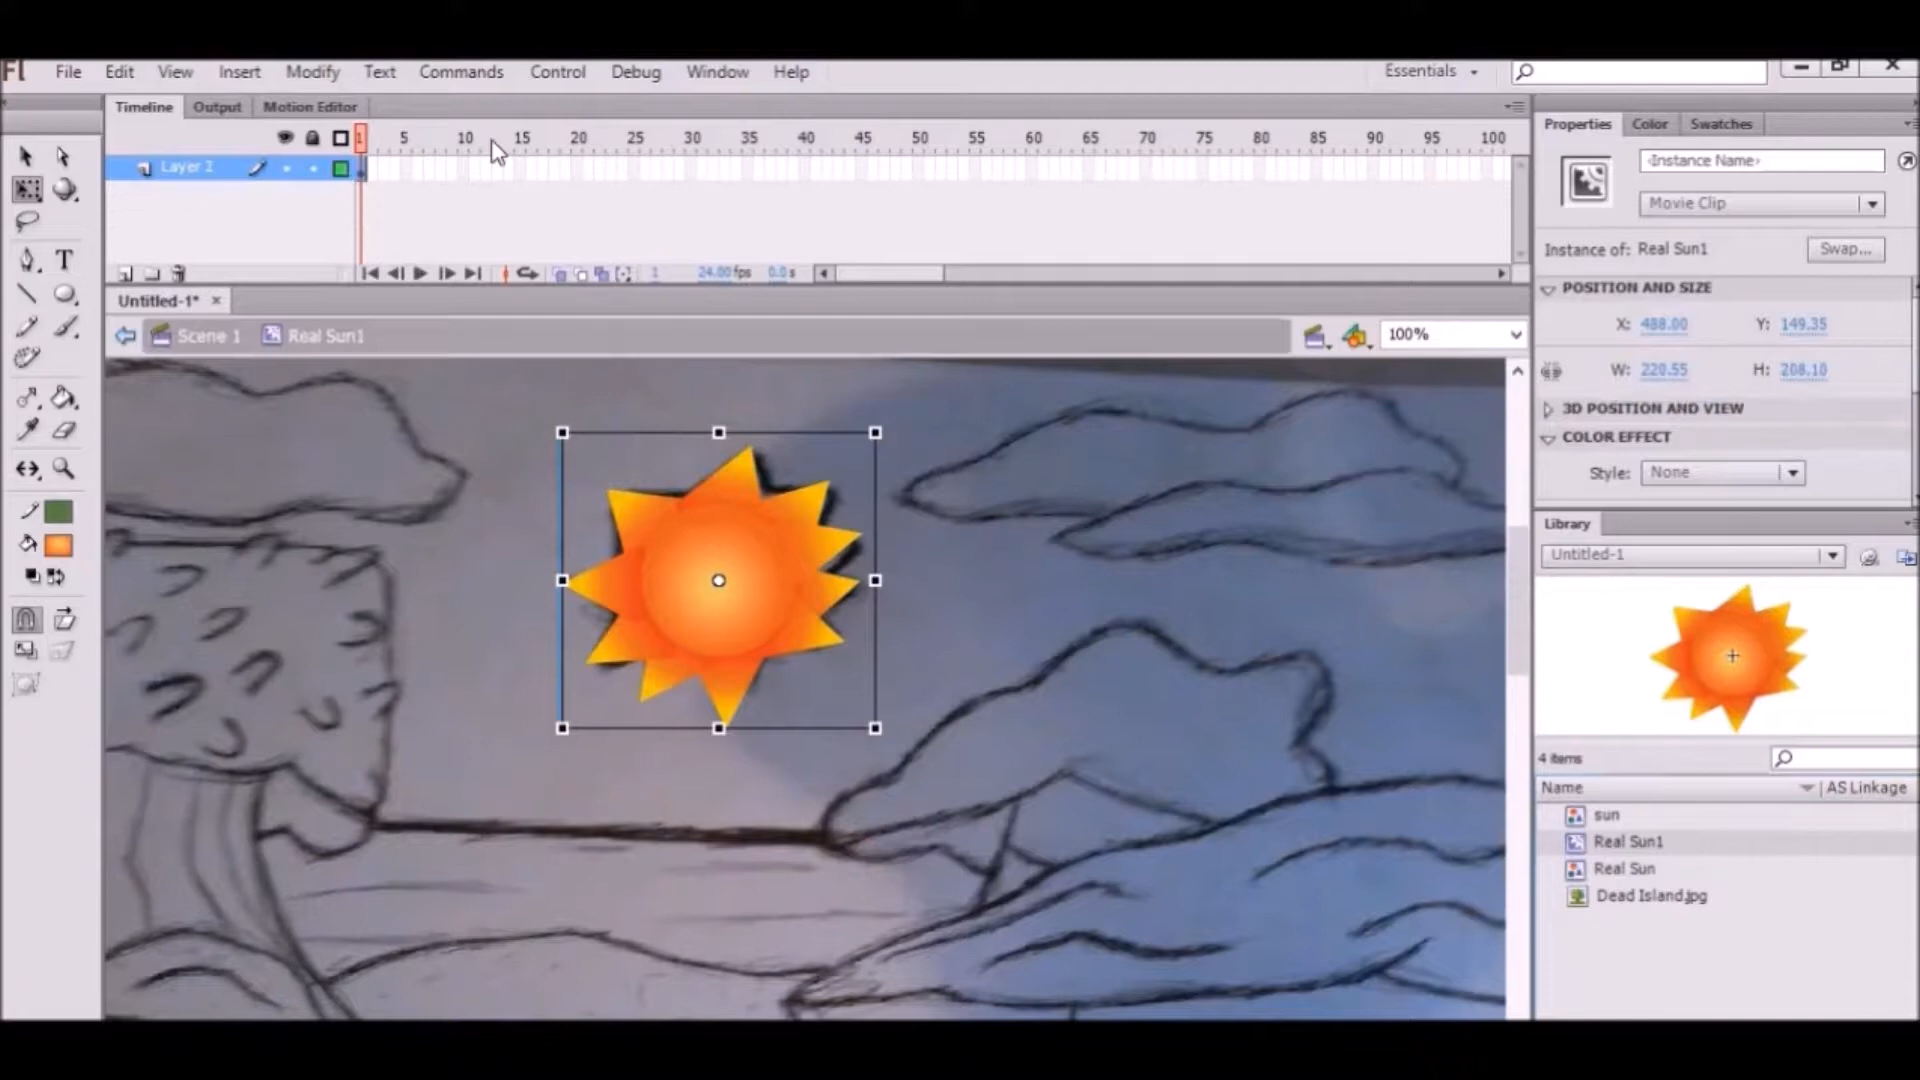 Fl File Edit View Insert Modify Text Commands Control Debug Window Help Essentials
Timeline Output Motion Editor
1 5 10 15 20 25 30 35 40 45 50 55 60 65 70 75 80 85 90 95 100
Layer 2
1 24.00 fps 0.0 s
Untitled-1*
Scene 1 Real Sun1 100%
Properties Color Swatches
<Instance Name>
Movie Clip
Instance of: Real Sun1 Swap...
POSITION AND SIZE
X: 488.00 Y: 149.35
W: 220.55 H: 208.10
3D POSITION AND VIEW
COLOR EFFECT
Style: None
Library
Untitled-1
4 items
Name AS Linkage
sun
Real Sun1
Real Sun
Dead Island.jpg